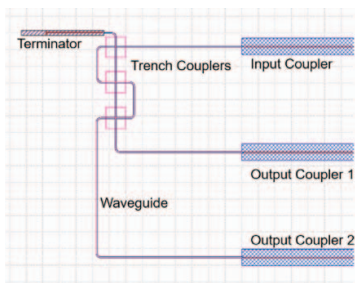 Terminator
Trench Couplers
Input Coupler
Output Coupler 1
Waveguide
Output Coupler 2